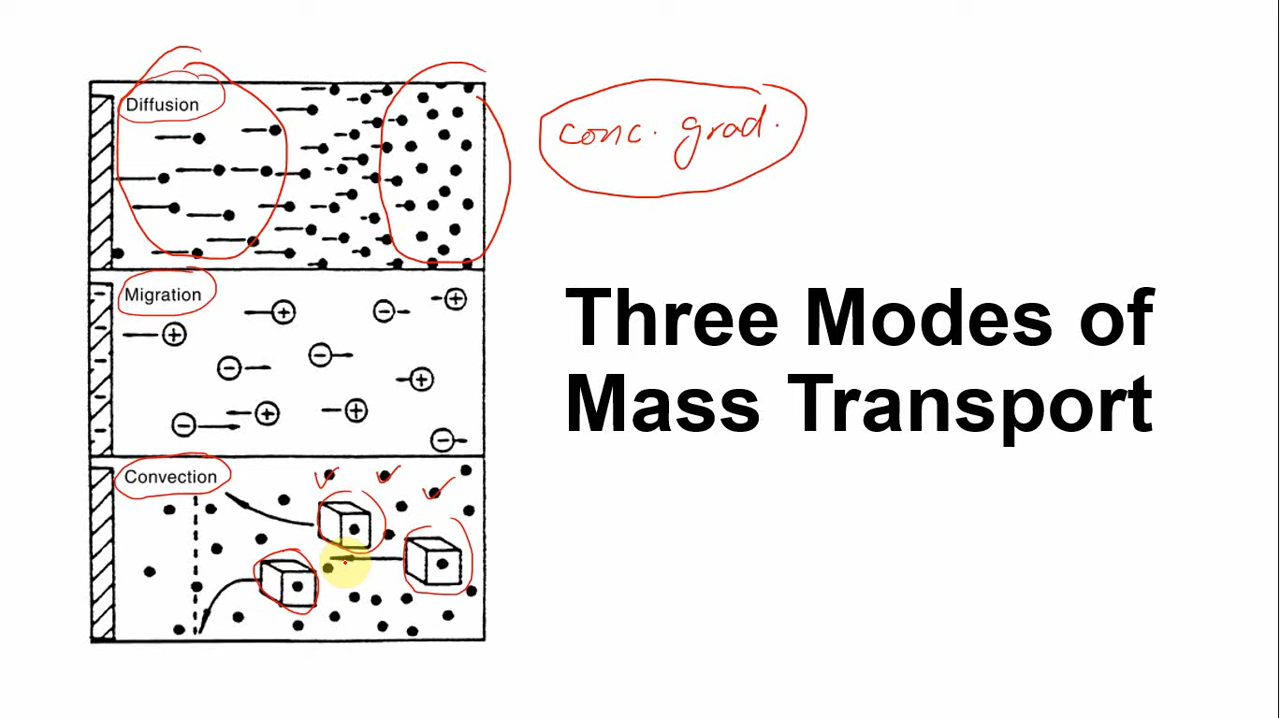 Diffusion
conc. grad.
Migration
Three Modes of
Mass Transport
Convection